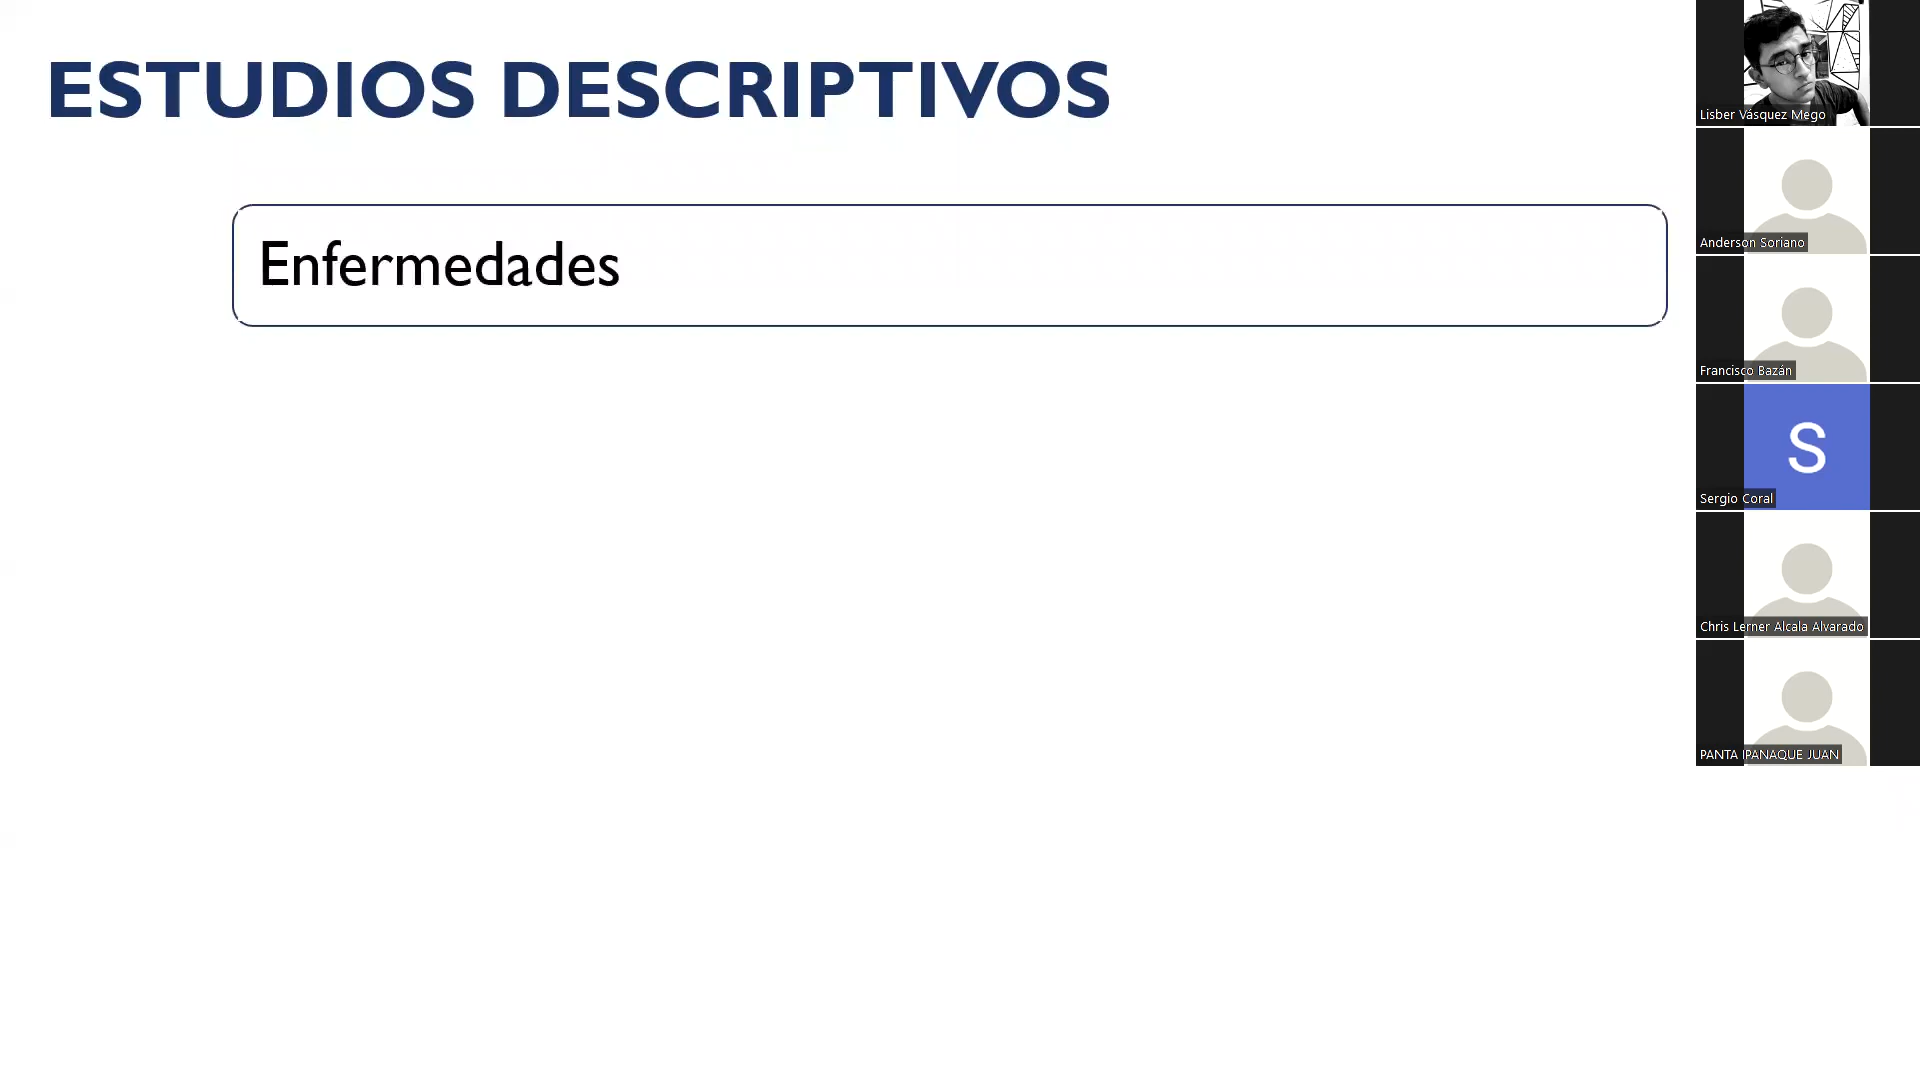 ESTUDIOS DESCRIPTIVOS
Enfermedades
Lisber Vásquez Mego
Anderson Soriano
Francisco Bazán
S
Sergio Coral
Chris Lerner Alcala Alvarado
PANTA IPANAQUE JUAN